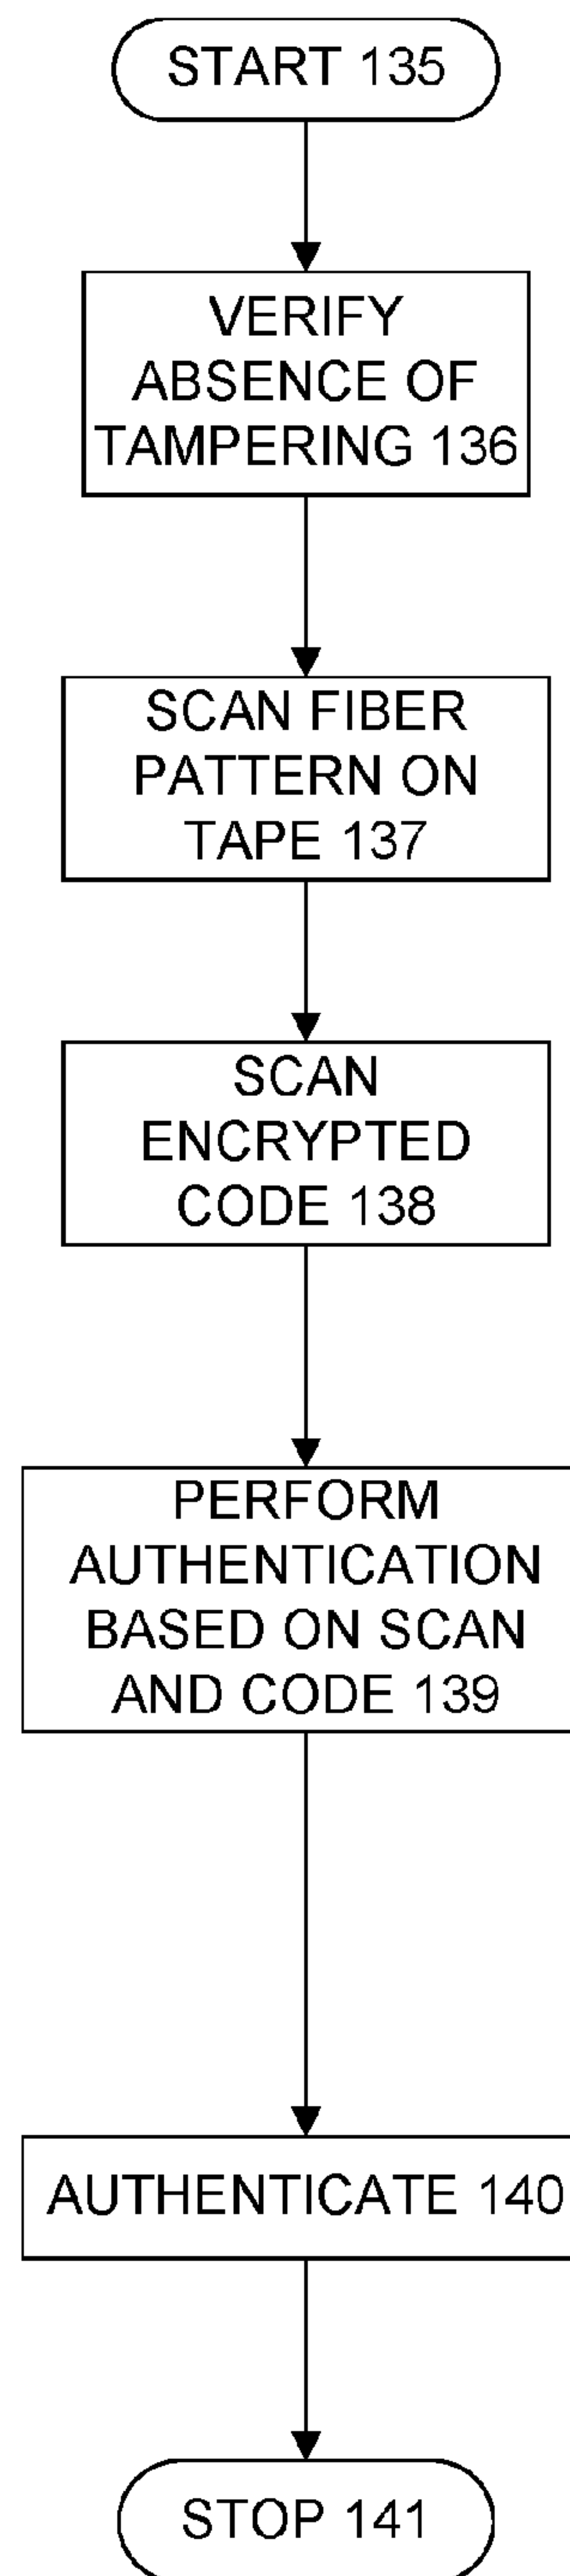 START 135
VERIFY
ABSENCE OF
TAMPERING 136
SCAN FIBER
PATTERN ON
TAPE 137
SCAN
ENCRYPTED
CODE 138
PERFORM
AUTHENTICATION
BASED ON SCAN
AND CODE 139
AUTHENTICATE 140
STOP 141